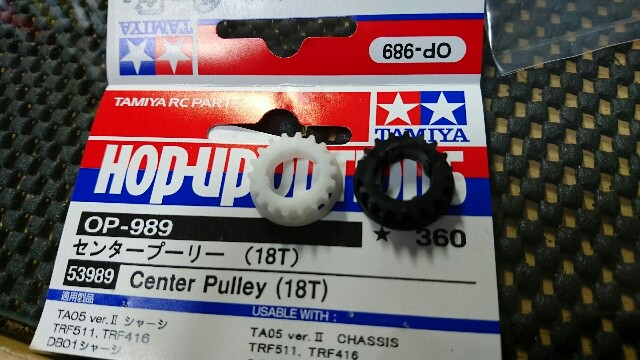 OP-989
TAMIYA
TAMIYA RC PARTS
TAMIYA
HOP-UP OPTIONS
OP-989
★ 360
センタープーリー (18T)
53989 Center Pulley (18T)
適用製品
USABLE WITH :
TA05 ver.Ⅱ シャーシ
TRF511, TRF416
DB01シャーシ
TA05 ver.Ⅱ CHASSIS
TRF511, TRF416